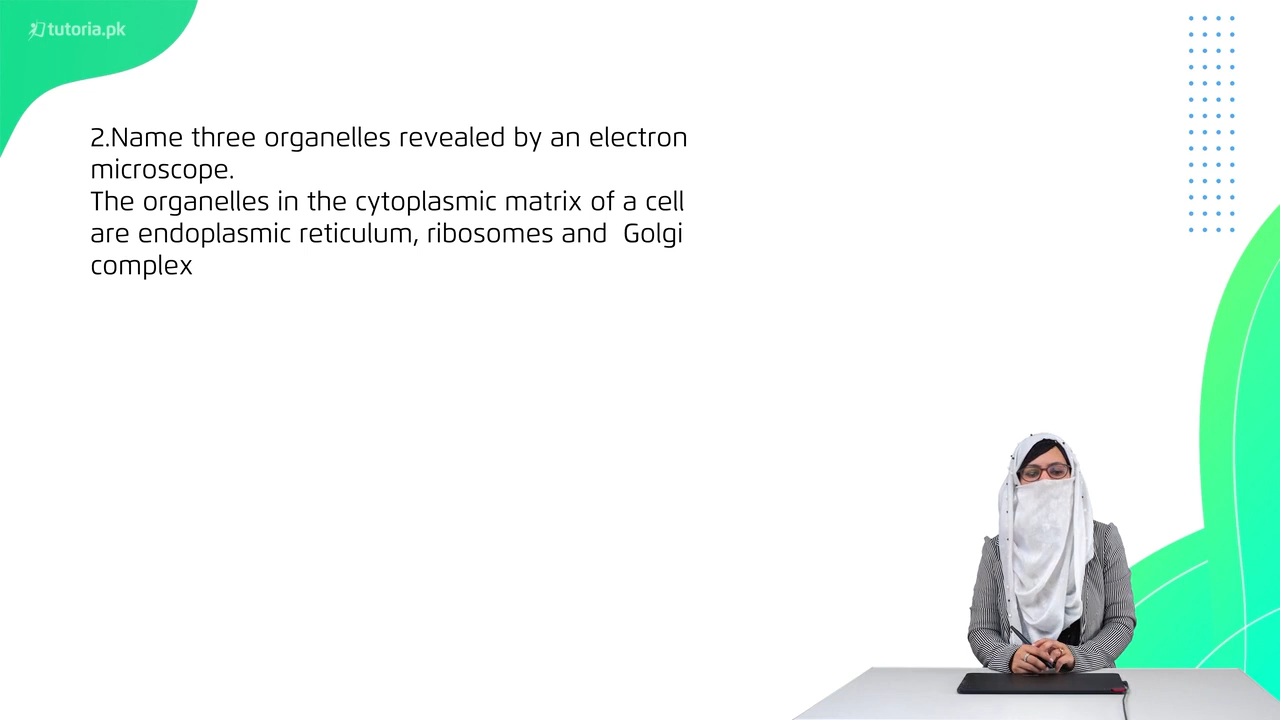 tutoria.pk
2.Name three organelles revealed by an electron
microscope.
The organelles in the cytoplasmic matrix of a cell
are endoplasmic reticulum, ribosomes and  Golgi
complex